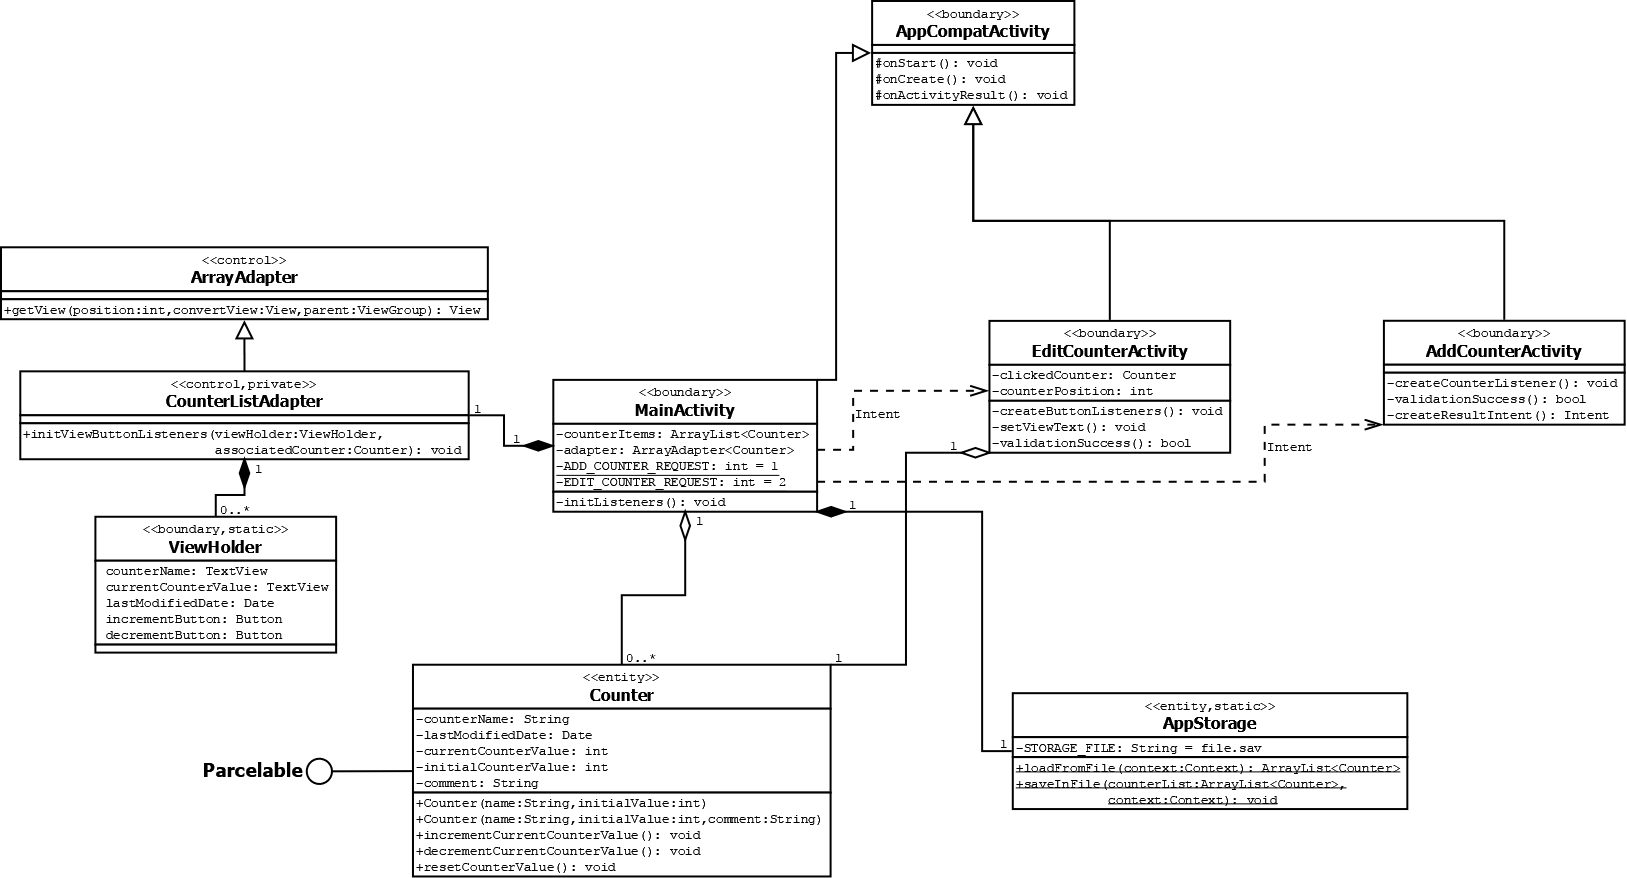 <<boundary>>
AppCompatActivity
#onStart(): void
#onCreate(): void
#onActivityResult(): void
<<control>>
ArrayAdapter
+getView(position:int,convertView:View,parent:ViewGroup): View
<<control,private>>
CounterListAdapter
+initViewButtonListeners(viewHolder:ViewHolder,
associatedCounter:Counter): void
1
1
1
0..*
<<boundary,static>>
ViewHolder
counterName: TextView
currentCounterValue: TextView
lastModifiedDate: Date
incrementButton: Button
decrementButton: Button
<<boundary>>
MainActivity
-counterItems: ArrayList<Counter>
-adapter: ArrayAdapter<Counter>
-ADD_COUNTER_REQUEST: int = 1
-EDIT_COUNTER_REQUEST: int = 2
-initListeners(): void
Intent
<<boundary>>
EditCounterActivity
-clickedCounter: Counter
-counterPosition: int
-createButtonListeners(): void
-setViewText(): void
-validationSuccess(): bool
1
Intent
<<boundary>>
AddCounterActivity
-createCounterListener(): void
-validationSuccess(): bool
-createResultIntent(): Intent
1
1
0..*
1
<<entity>>
Counter
-counterName: String
-lastModifiedDate: Date
-currentCounterValue: int
-initialCounterValue: int
-comment: String
+Counter(name:String,initialValue:int)
+Counter(name:String,initialValue:int,comment:String)
+incrementCurrentCounterValue(): void
+decrementCurrentCounterValue(): void
+resetCounterValue(): void
Parcelable
1
<<entity,static>>
AppStorage
-STORAGE_FILE: String = file.sav
+loadFromFile(context:Context): ArrayList<Counter>
+saveInFile(counterList:ArrayList<Counter>,
context:Context): void